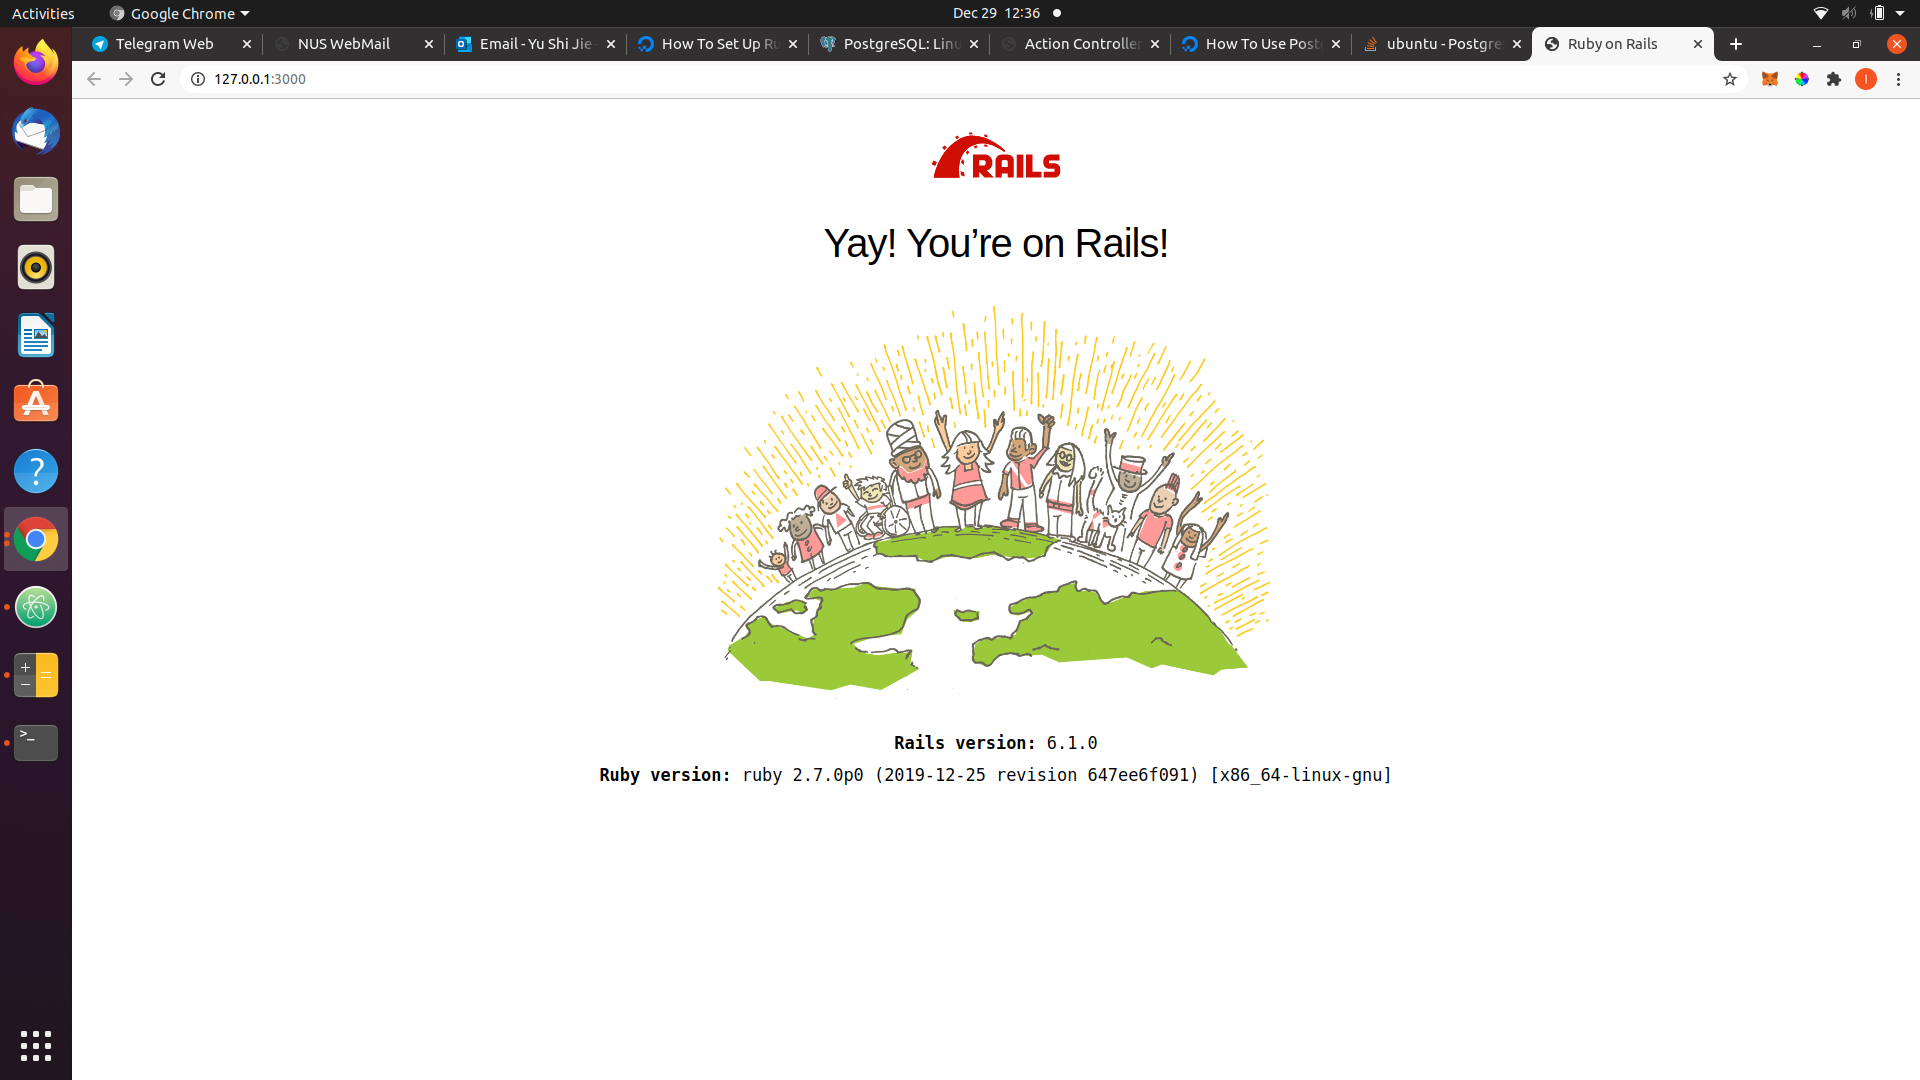 Activities
Google Chrome
Dec 29 12:36
Telegram Web
NUS WebMail
Email - Yu Shi Jie -
How To Set Up Ru
PostgreSQL: Linu
Action Controller
How To Use Post
ubuntu - Postgre
Ruby on Rails
127.0.0.1:3000
I
RAILS
Yay! You’re on Rails!
Rails version: 6.1.0
Ruby version: ruby 2.7.0p0 (2019-12-25 revision 647ee6f091) [x86_64-linux-gnu]